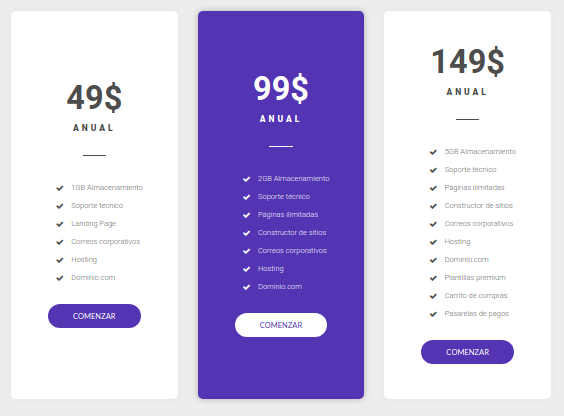 49$
ANUAL
1GB Almacenamiento
Soporte técnico
Landing Page
Correos corporativos
Hosting
Dominio.com
COMENZAR
99$
ANUAL
2GB Almacenamiento
Soporte técnico
Páginas ilimitadas
Constructor de sitios
Correos corporativos
Hosting
Dominio.com
COMENZAR
149$
ANUAL
5GB Almacenamiento
Soporte técnico
Páginas ilimitadas
Constructor de sitios
Correos corporativos
Hosting
Dominio.com
Plantillas premium
Carrito de compras
Pasarelas de pagos
COMENZAR